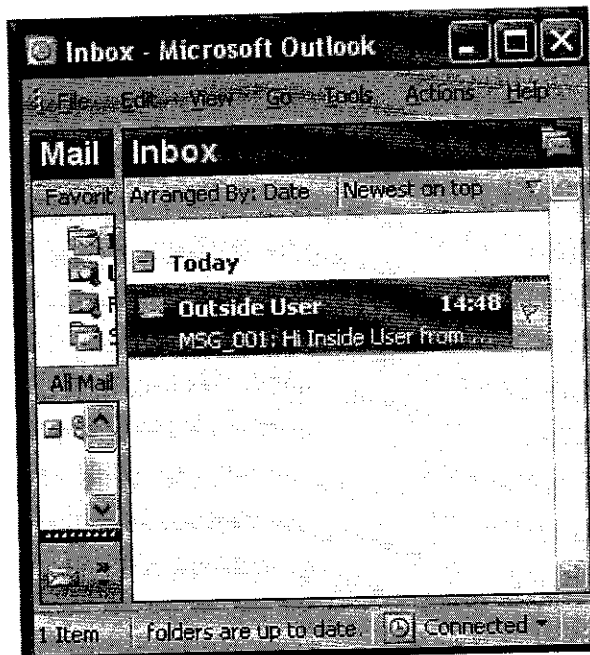 Inbox - Microsoft Outlook
File Edit View Go Tools Actions Help
Mail Inbox
Favorit Arranged By: Date Newest on top
Today
Outside User 14:48
MSG_001: Hi Inside User from ...
All Mail
1 Item folders are up to date. Connected